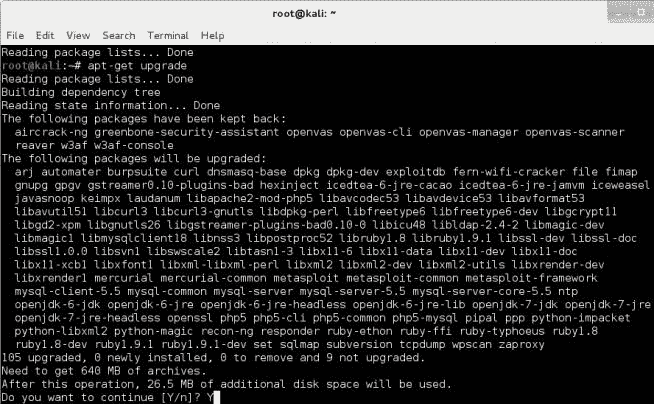 root@kali: ~
File Edit View Search Terminal Help
Reading package lists... Done
root@kali:~# apt-get upgrade
Reading package lists... Done
Building dependency tree
Reading state information... Done
The following packages have been kept back:
aircrack-ng greenbone-security-assistant openvas openvas-cli openvas-manager openvas-scanner
reaver w3af w3af-console
The following packages will be upgraded:
arj automater burpsuite curl dnsmasq-base dpkg dpkg-dev exploitdb fern-wifi-cracker file fimap
gnupg gpgv gstreamer0.10-plugins-bad hexinject icedtea-6-jre-cacao icedtea-6-jre-jamvm iceweasel
javasnoop keimpx laudanum libapache2-mod-php5 libavcodec53 libavdevice53 libavformat53
libavutil51 libcurl3 libcurl3-gnutls libdpkg-perl libfreetype6 libfreetype6-dev libgcrypt11
libgd2-xpm libgnutls26 libgstreamer-plugins-bad0.10-0 libicu48 libldap-2.4-2 libmagic-dev
libmagic1 libmysqlclient18 libnss3 libpostproc52 libruby1.8 libruby1.9.1 libssl-dev libssl-doc
libssl1.0.0 libsvn1 libswscale2 libtasn1-3 libx11-6 libx11-data libx11-dev libx11-doc
libx11-xcb1 libxfont1 libxml-libxml-perl libxml2 libxml2-dev libxml2-utils libxrender-dev
libxrender1 mercurial mercurial-common metasploit metasploit-common metasploit-framework
mysql-client-5.5 mysql-common mysql-server mysql-server-5.5 mysql-server-core-5.5 ntp
openjdk-6-jdk openjdk-6-jre openjdk-6-jre-headless openjdk-6-jre-lib openjdk-7-jdk openjdk-7-jre
openjdk-7-jre-headless openssl php5 php5-cli php5-common php5-mysql pipal ppp python-impacket
python-libxml2 python-magic recon-ng responder ruby-ethon ruby-ffi ruby-typhoeus ruby1.8
ruby1.8-dev ruby1.9.1 ruby1.9.1-dev set sqlmap subversion tcpdump wpscan zaproxy
105 upgraded, 0 newly installed, 0 to remove and 9 not upgraded.
Need to get 640 MB of archives.
After this operation, 26.5 MB of additional disk space will be used.
Do you want to continue [Y/n]? Y